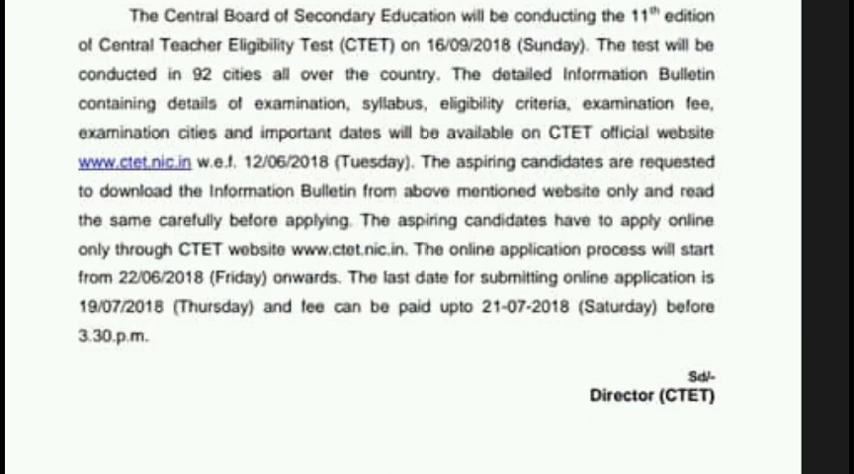 The Central Board of Secondary Education will be conducting the 11th edition
of Central Teacher Eligibility Test (CTET) on 16/09/2018 (Sunday). The test will be
conducted in 92 cities all over the country. The detailed Information Bulletin
containing details of examination, syllabus, eligibility criteria, examination fee,
examination cities and important dates will be available on CTET official website
www.ctet.nic.in w.e.f. 12/06/2018 (Tuesday). The aspiring candidates are requested
to download the Information Bulletin from above mentioned website only and read
the same carefully before applying. The aspiring candidates have to apply online
only through CTET website www.ctet.nic.in. The online application process will start
from 22/06/2018 (Friday) onwards. The last date for submitting online application is
19/07/2018 (Thursday) and fee can be paid upto 21-07-2018 (Saturday) before
3.30.p.m.
Sd/-
Director (CTET)